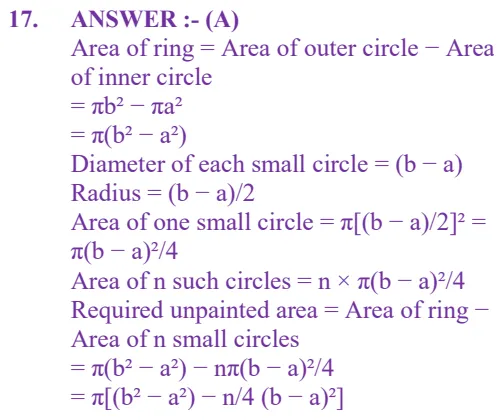 17. ANSWER :- (A)
Area of ring = Area of outer circle − Area
of inner circle
= πb² − πa²
= π(b² − a²)
Diameter of each small circle = (b − a)
Radius = (b − a)/2
Area of one small circle = π[(b − a)/2]² =
π(b − a)²/4
Area of n such circles = n × π(b − a)²/4
Required unpainted area = Area of ring −
Area of n small circles
= π(b² − a²) − nπ(b − a)²/4
= π[(b² − a²) − n/4 (b − a)²]